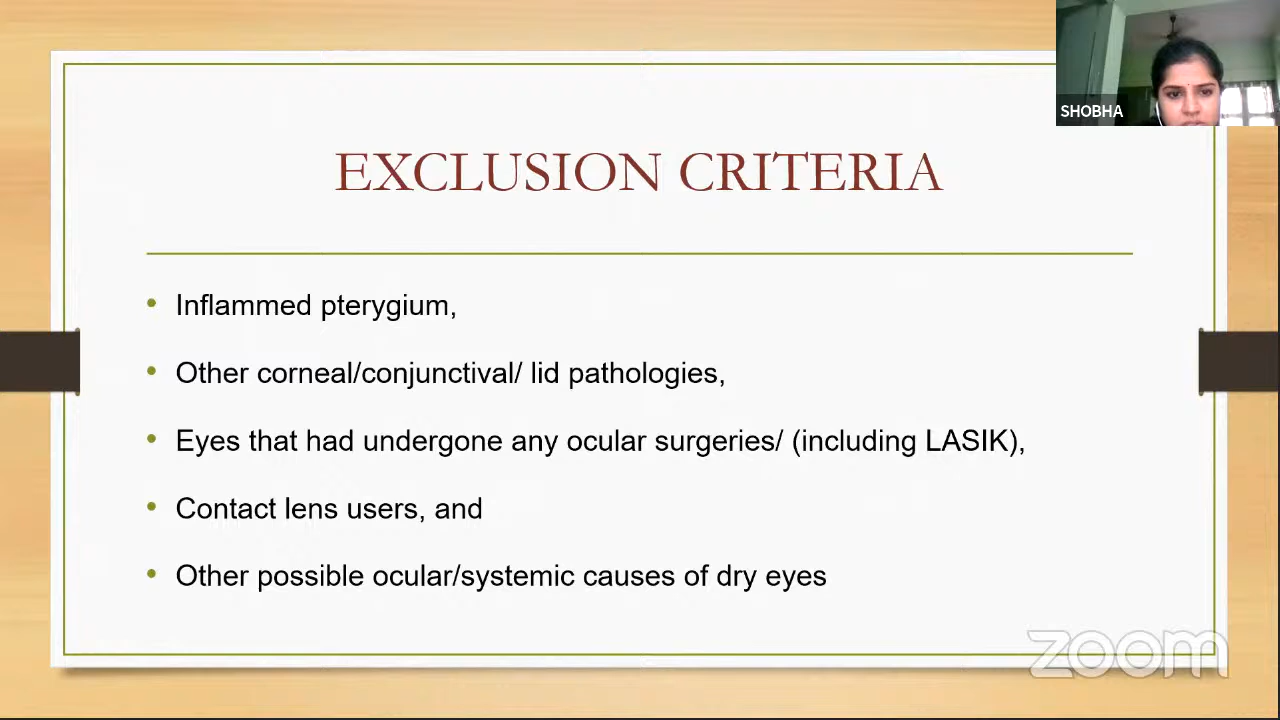 SHOBHA
EXCLUSION CRITERIA
• Inflammed pterygium,
• Other corneal/conjunctival/ lid pathologies,
• Eyes that had undergone any ocular surgeries/ (including LASIK),
• Contact lens users, and
• Other possible ocular/systemic causes of dry eyes
zoom